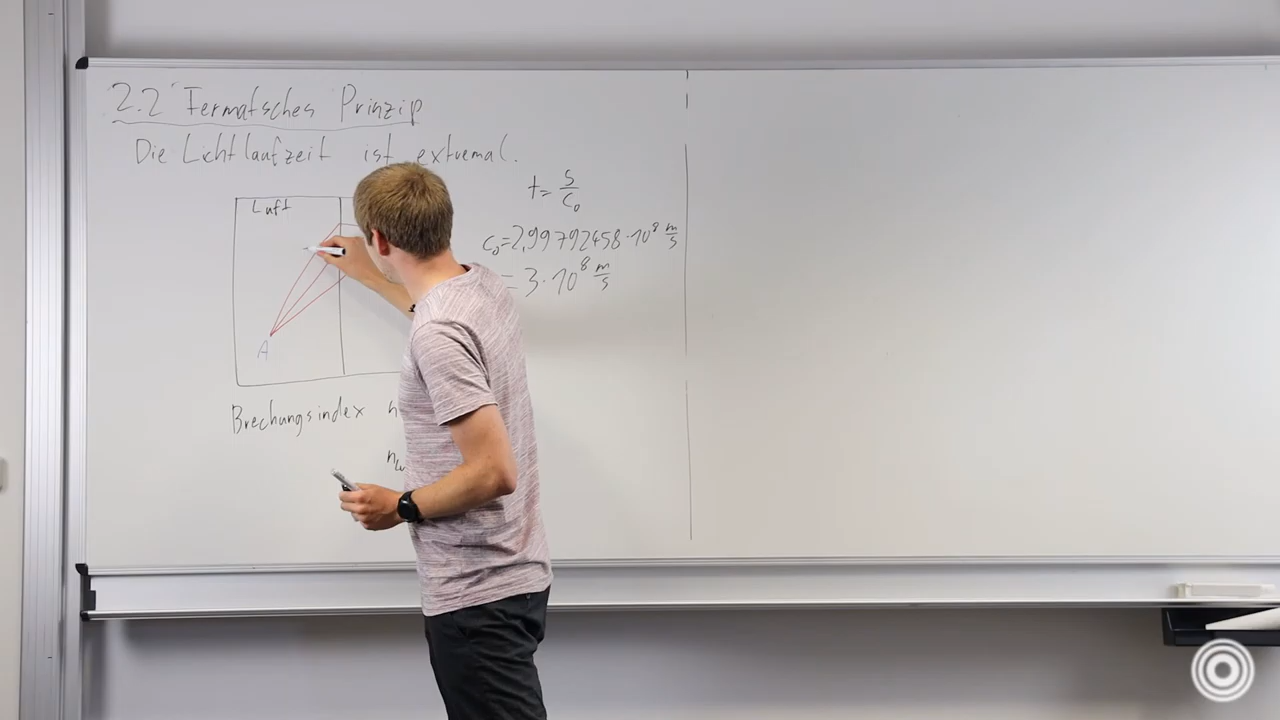 2.2 Fermatsches Prinzip
Die Lichtlaufzeit ist extremal.
Luft
t = s/c₀
c₀ = 2,99792458 · 10⁸ m/s
= 3 · 10⁸ m/s
A
Brechungsindex n